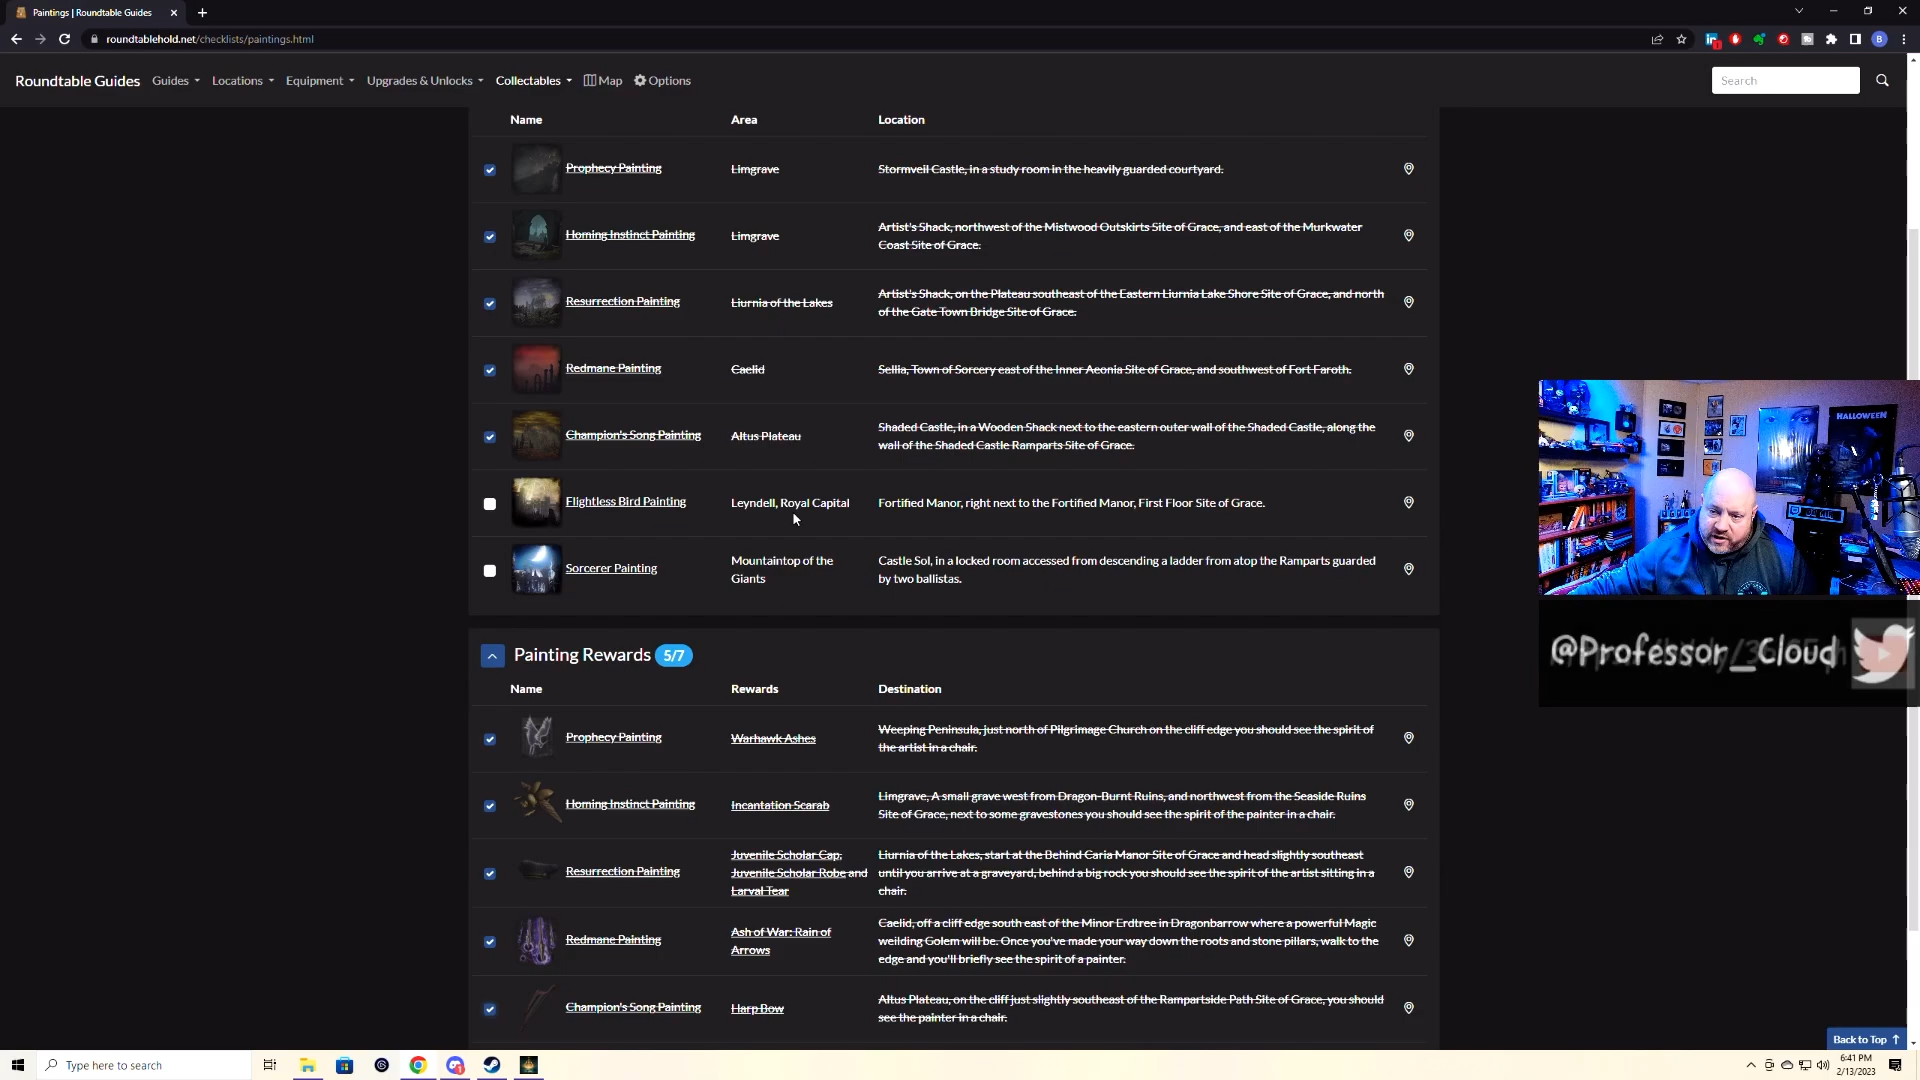 Paintings | Roundtable Guides
roundtablehold.net/checklists/paintings.html
Roundtable Guides Guides Locations Equipment Upgrades & Unlocks Collectables Map Options Search
Name Area Location
Prophecy Painting Limgrave Stormveil Castle, in a study room in the heavily guarded courtyard.
Homing Instinct Painting Limgrave Artist's Shack, northwest of the Mistwood Outskirts Site of Grace, and east of the Murkwater
Coast Site of Grace.
Resurrection Painting Liurnia of the Lakes Artist's Shack, on the Plateau southeast of the Eastern Liurnia Lake Shore Site of Grace, and north
of the Gate Town Bridge Site of Grace.
Redmane Painting Caelid Sellia, Town of Sorcery east of the Inner Aeonia Site of Grace, and southwest of Fort Faroth.
Champion's Song Painting Altus Plateau Shaded Castle, in a Wooden Shack next to the eastern outer wall of the Shaded Castle, along the
wall of the Shaded Castle Ramparts Site of Grace.
Flightless Bird Painting Leyndell, Royal Capital Fortified Manor, right next to the Fortified Manor, First Floor Site of Grace.
Sorcerer Painting Mountaintop of the
Giants
Castle Sol, in a locked room accessed from descending a ladder from atop the Ramparts guarded
by two ballistas.
HALLOWEEN
@Professor_Cloud
Painting Rewards 5/7
Name Rewards Destination
Prophecy Painting Warhawk Ashes Weeping Peninsula, just north of Pilgrimage Church on the cliff edge you should see the spirit of
the artist in a chair.
Homing Instinct Painting Incantation Scarab Limgrave, A small grave west from Dragon-Burnt Ruins, and northwest from the Seaside Ruins
Site of Grace, next to some gravestones you should see the spirit of the painter in a chair.
Resurrection Painting Juvenile Scholar Cap,
Juvenile Scholar Robe and
Larval Tear
Liurnia of the Lakes, start at the Behind Caria Manor Site of Grace and head slightly southeast
until you arrive at a graveyard, behind a big rock you should see the spirit of the artist sitting in a
chair.
Redmane Painting Ash of War: Rain of
Arrows
Caelid, off a cliff edge south east of the Minor Erdtree in Dragonbarrow where a powerful Magic
weilding Golem will be. Once you've made your way down the roots and stone pillars, walk to the
edge and you'll briefly see the spirit of a painter.
Champion's Song Painting Harp Bow Altus Plateau, on the cliff just slightly southeast of the Rampartside Path Site of Grace, you should
see the painter in a chair.
Back to Top
Type here to search
6:41 PM
2/13/2023